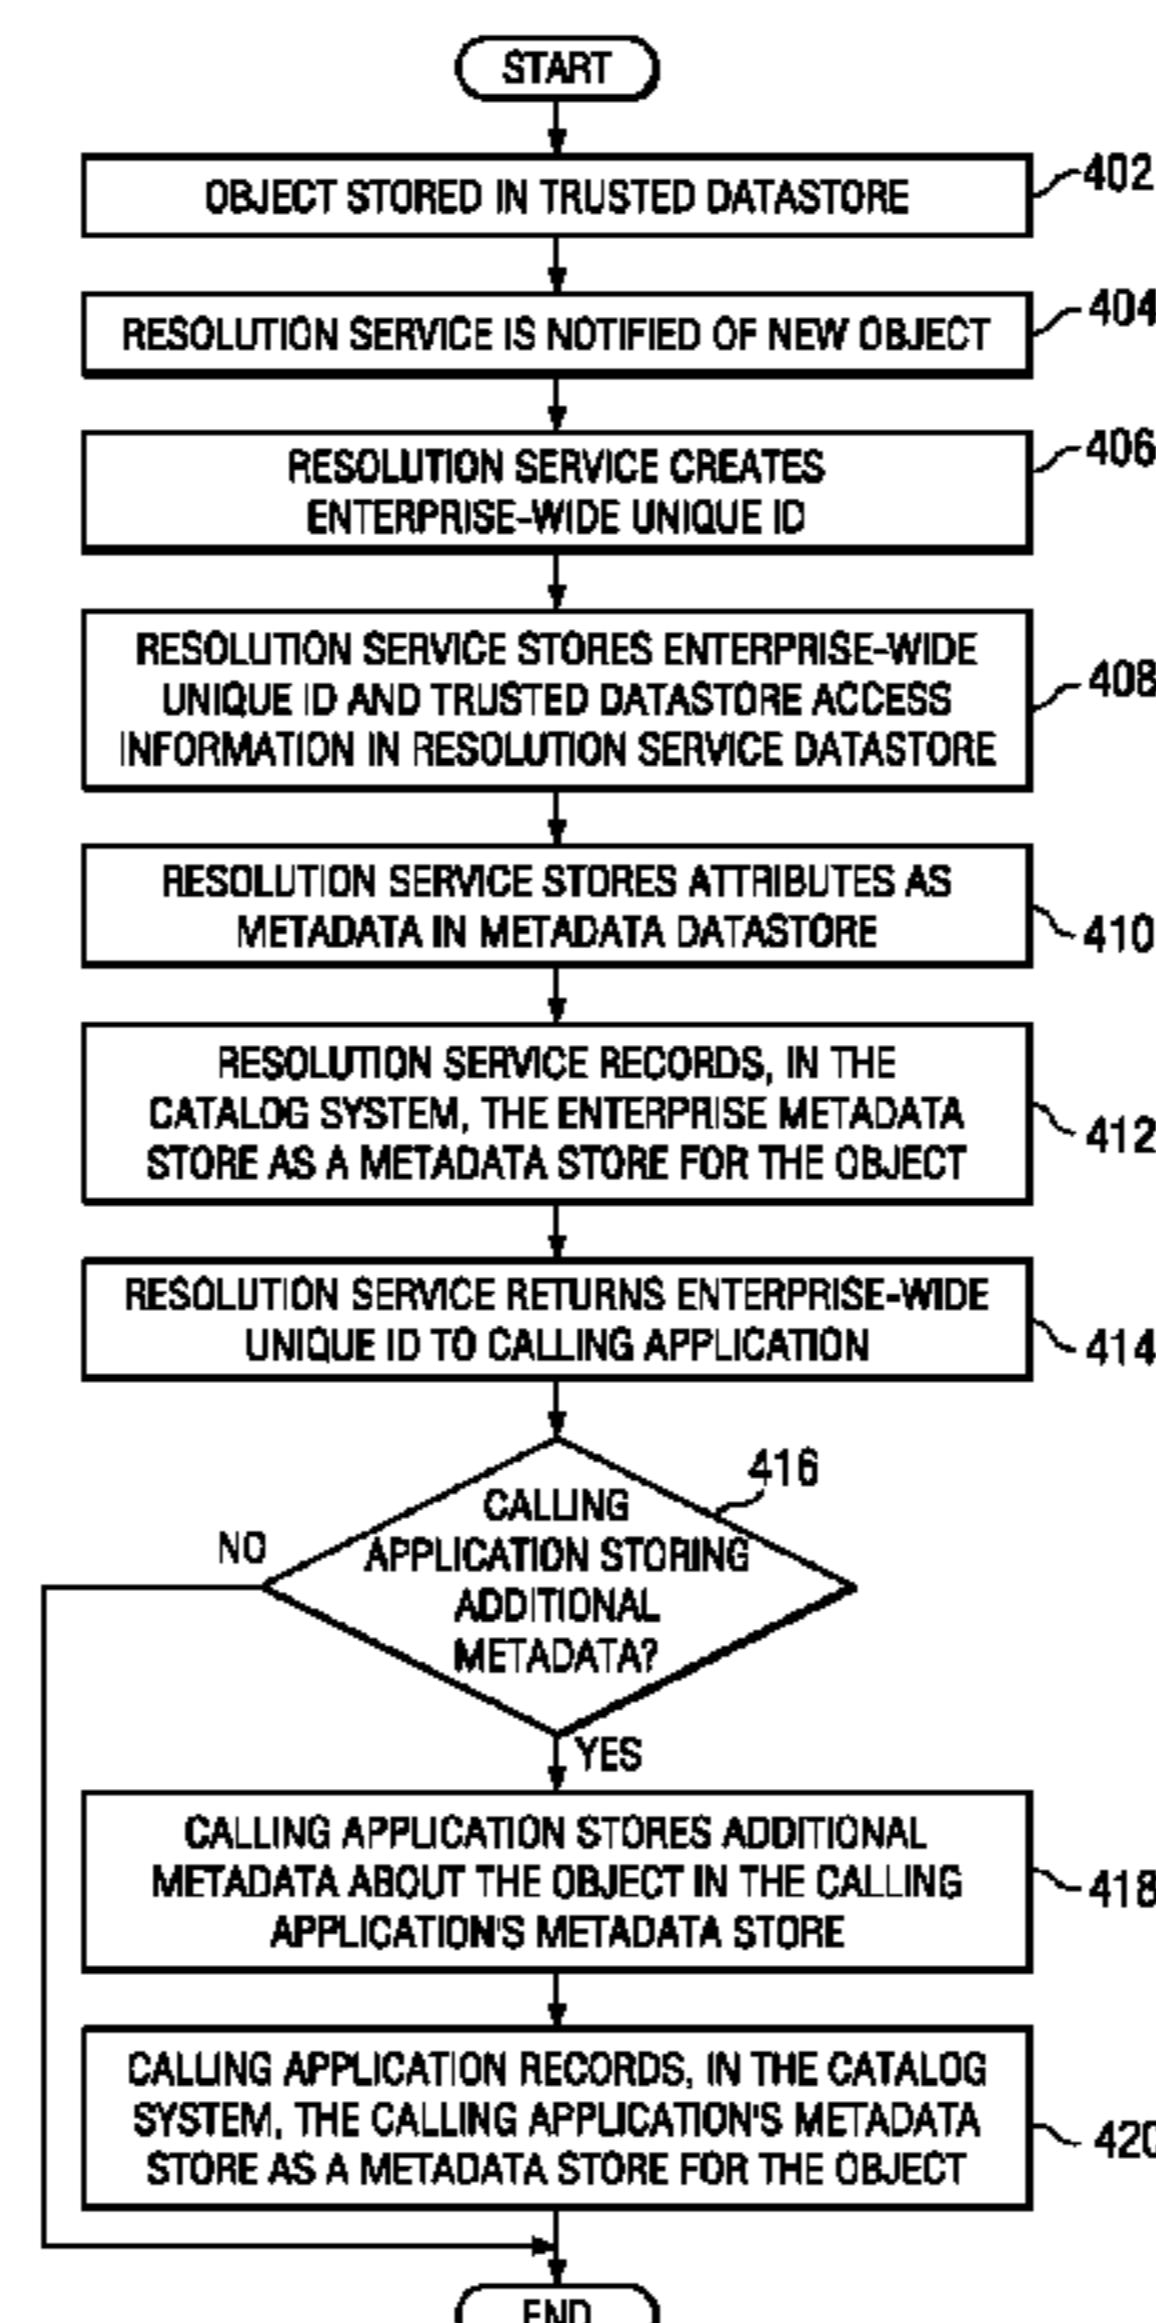 START
OBJECT STORED IN TRUSTED DATASTORE
402
RESOLUTION SERVICE IS NOTIFIED OF NEW OBJECT
404
RESOLUTION SERVICE CREATES
ENTERPRISE-WIDE UNIQUE ID
406
RESOLUTION SERVICE STORES ENTERPRISE-WIDE
UNIQUE ID AND TRUSTED DATASTORE ACCESS
INFORMATION IN RESOLUTION SERVICE DATASTORE
408
RESOLUTION SERVICE STORES ATTRIBUTES AS
METADATA IN METADATA DATASTORE
410
RESOLUTION SERVICE RECORDS, IN THE
CATALOG SYSTEM, THE ENTERPRISE METADATA
STORE AS A METADATA STORE FOR THE OBJECT
412
RESOLUTION SERVICE RETURNS ENTERPRISE-WIDE
UNIQUE ID TO CALLING APPLICATION
414
416
CALLING
APPLICATION STORING
ADDITIONAL
METADATA?
NO
YES
CALLING APPLICATION STORES ADDITIONAL
METADATA ABOUT THE OBJECT IN THE CALLING
APPLICATION'S METADATA STORE
418
CALLING APPLICATION RECORDS, IN THE CATALOG
SYSTEM, THE CALLING APPLICATION'S METADATA
STORE AS A METADATA STORE FOR THE OBJECT
420
END